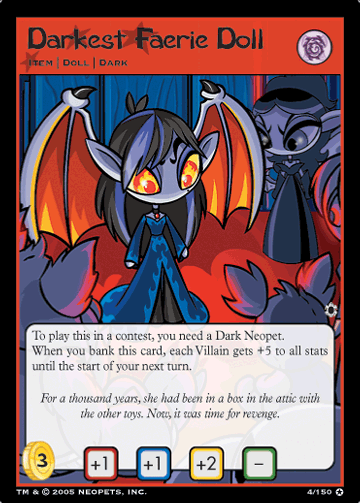 Darkest Faerie Doll
Item | Doll | Dark
To play this in a contest, you need a Dark Neopet.
When you bank this card, each Villain gets +5 to all stats
until the start of your next turn.
For a thousand years, she had been in a box in the attic with
the other toys. Now, it was time for revenge.
3 +1 +1 +2 –
TM & © 2005 NEOPETS, INC. 4/150